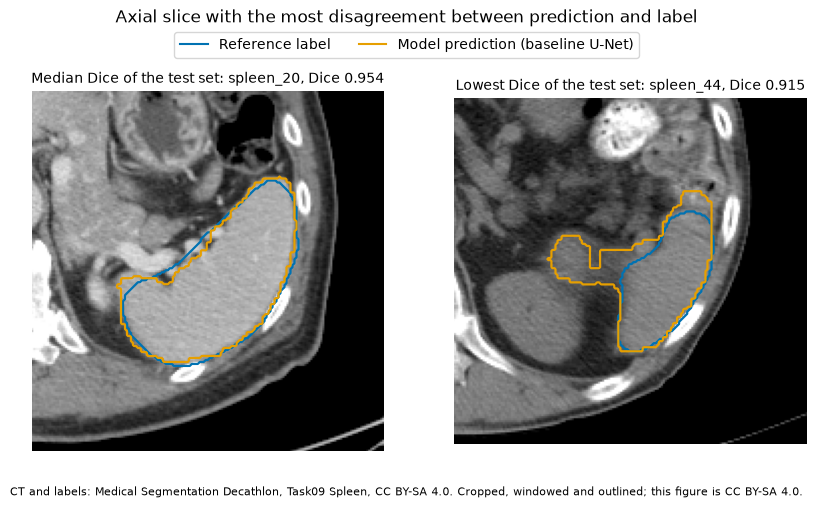 Axial slice with the most disagreement between prediction and label
Reference label
Model prediction (baseline U-Net)
Median Dice of the test set: spleen_20, Dice 0.954
Lowest Dice of the test set: spleen_44, Dice 0.915
CT and labels: Medical Segmentation Decathlon, Task09 Spleen, CC BY-SA 4.0. Cropped, windowed and outlined; this figure is CC BY-SA 4.0.